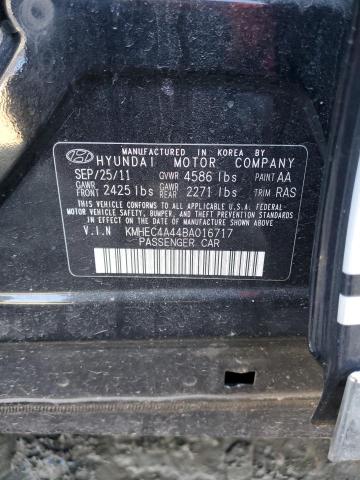 MANUFACTURED IN KOREA BY
HYUNDAI MOTOR COMPANY
SEP/25/11 GVWR 4586 lbs PAINT AA
GAWR FRONT 2425 lbs GAWR REAR 2271 lbs TRIM RAS
THIS VEHICLE CONFORMS TO ALL APPLICABLE U.S.A. FEDERAL
MOTOR VEHICLE SAFETY, BUMPER, AND THEFT PREVENTION STANDARDS
IN EFFECT ON THE DATE OF MANUFACTURE SHOWN ABOVE.
V.I.N KMHEC4A44BA016717
PASSENGER CAR